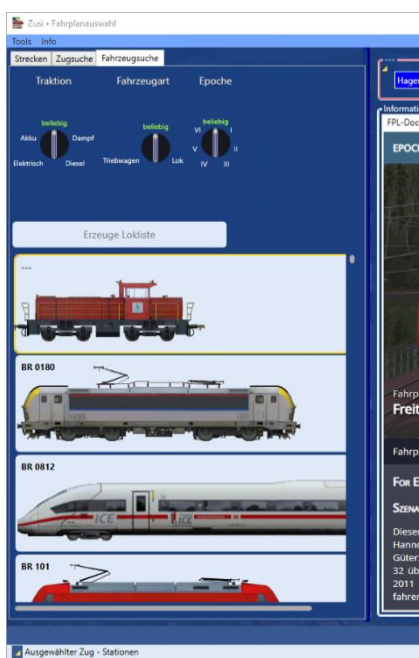 Zusi • Fahrplanauswahl
Tools Info
Strecken Zugsuche Fahrzeugsuche
Traktion Fahrzeugart Epoche
beliebig beliebig beliebig
Akku Dampf VI I
V II
Elektrisch Diesel Triebwagen Lok IV III
Erzeuge Lokliste
---
BR 0180
BR 0812
ICE ICE
BR 101
Ausgewählter Zug - Stationen
---
Hagen
Informati
FPL-Doc
EPOCH
Fahrp
Freit
Fahrp
FOR E
SZENA
Dieser
Hanno
Güter
32 üb
2011
fahren